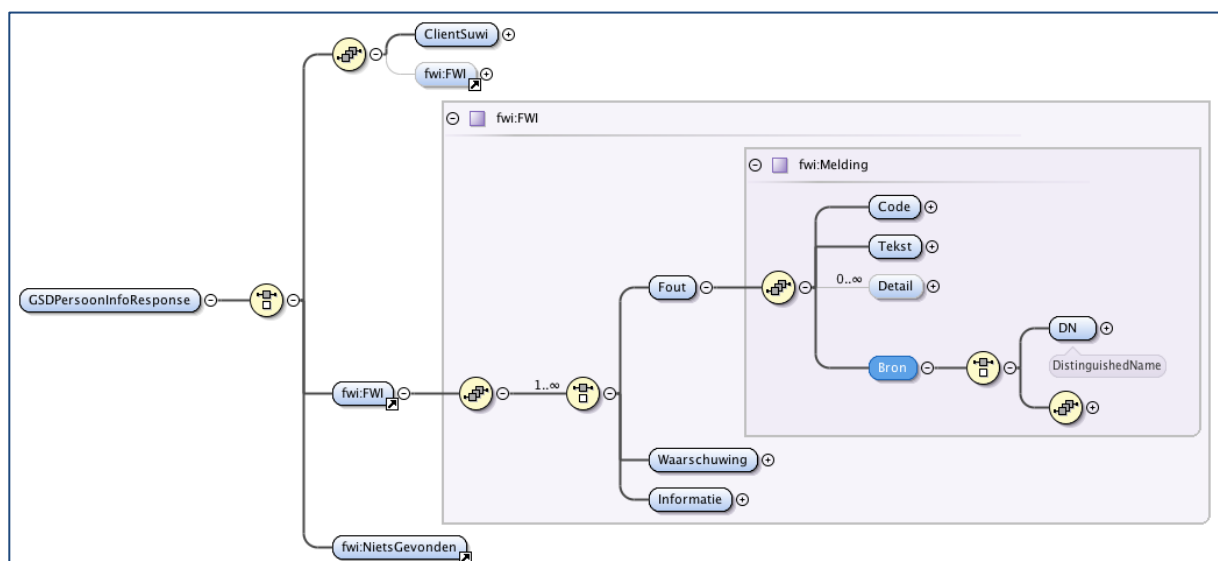 ClientSuwi
fwi:FWI
fwi:FWI
fwi:Melding
Code
Tekst
0..∞
Detail
GSDPersoonInfoResponse
Fout
DN
DistinguishedName
Bron
fwi:FWI
1..∞
Waarschuwing
Informatie
fwi:NietsGevonden